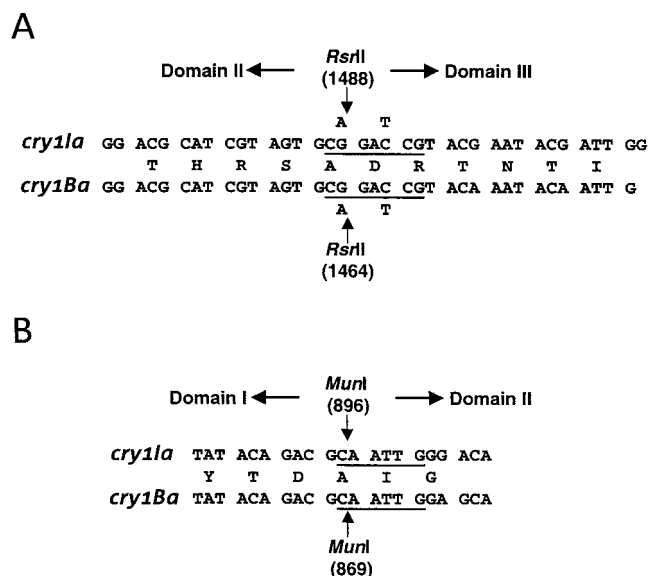 A
Domain II RsrII Domain III
(1488)
A T
cry1Ia GG ACG CAT CGT AGT GCG GAC CGT ACG AAT ACG ATT GG
T H R S A D R T N T I
cry1Ba GG ACG CAT CGT AGT GCG GAC CGT ACA AAT ACA ATT G
A T
RsrII
(1464)
B
Domain I MunI Domain II
(896)
cry1Ia TAT ACA GAC GCA ATTG GGG ACA
Y T D A I G
cry1Ba TAT ACA GAC GCA ATTG GGA GCA
MunI
(869)